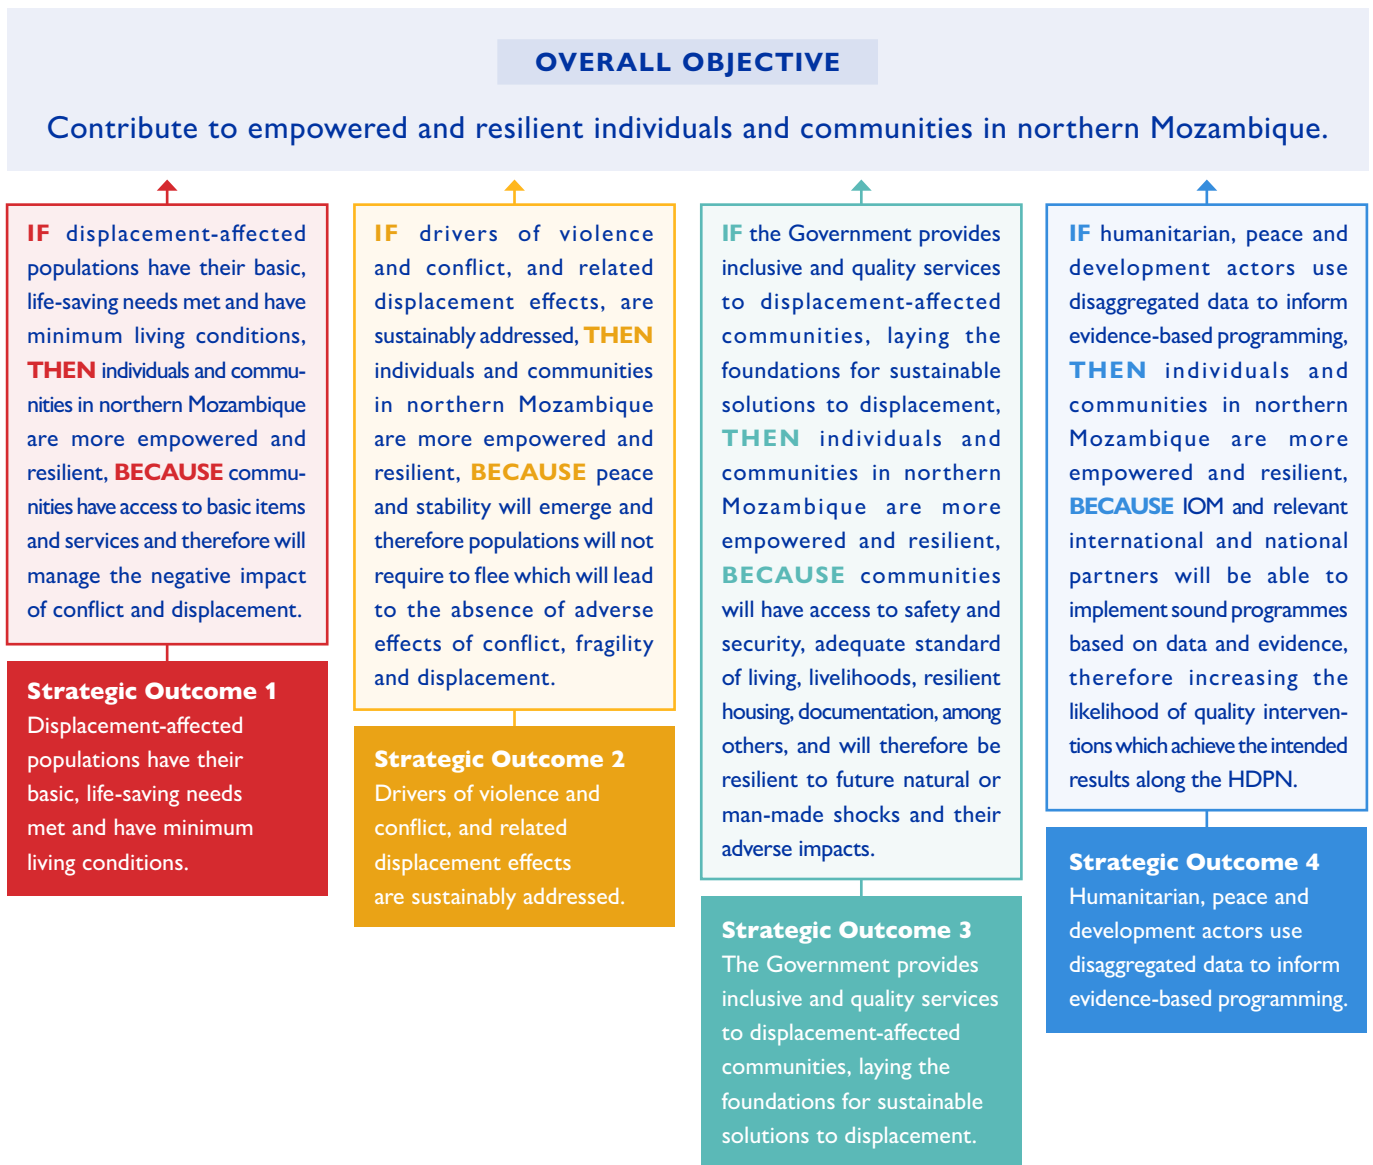 OVERALL OBJECTIVE
Contribute to empowered and resilient individuals and communities in northern Mozambique.
IF displacement-affected
populations have their basic,
life-saving needs met and have
minimum living conditions,
THEN individuals and commu-
nities in northern Mozambique
are more empowered and
resilient, BECAUSE commu-
nities have access to basic items
and services and therefore will
manage the negative impact
of conflict and displacement.
Strategic Outcome 1
Displacement-affected
populations have their
basic, life-saving needs
met and have minimum
living conditions.
IF drivers of violence
and conflict, and related
displacement effects, are
sustainably addressed, THEN
individuals and communities
in northern Mozambique
are more empowered and
resilient, BECAUSE peace
and stability will emerge and
therefore populations will not
require to flee which will lead
to the absence of adverse
effects of conflict, fragility
and displacement.
Strategic Outcome 2
Drivers of violence and
conflict, and related
displacement effects
are sustainably addressed.
IF the Government provides
inclusive and quality services
to displacement-affected
communities, laying the
foundations for sustainable
solutions to displacement,
THEN individuals and
communities in northern
Mozambique are more
empowered and resilient,
BECAUSE communities
will have access to safety and
security, adequate standard
of living, livelihoods, resilient
housing, documentation, among
others, and will therefore be
resilient to future natural or
man-made shocks and their
adverse impacts.
Strategic Outcome 3
The Government provides
inclusive and quality services
to displacement-affected
communities, laying the
foundations for sustainable
solutions to displacement.
IF humanitarian, peace and
development actors use
disaggregated data to inform
evidence-based programming,
THEN individuals and
communities in northern
Mozambique are more
empowered and resilient,
BECAUSE IOM and relevant
international and national
partners will be able to
implement sound programmes
based on data and evidence,
therefore increasing the
likelihood of quality interven-
tions which achieve the intended
results along the HDPN.
Strategic Outcome 4
Humanitarian, peace and
development actors use
disaggregated data to inform
evidence-based programming.